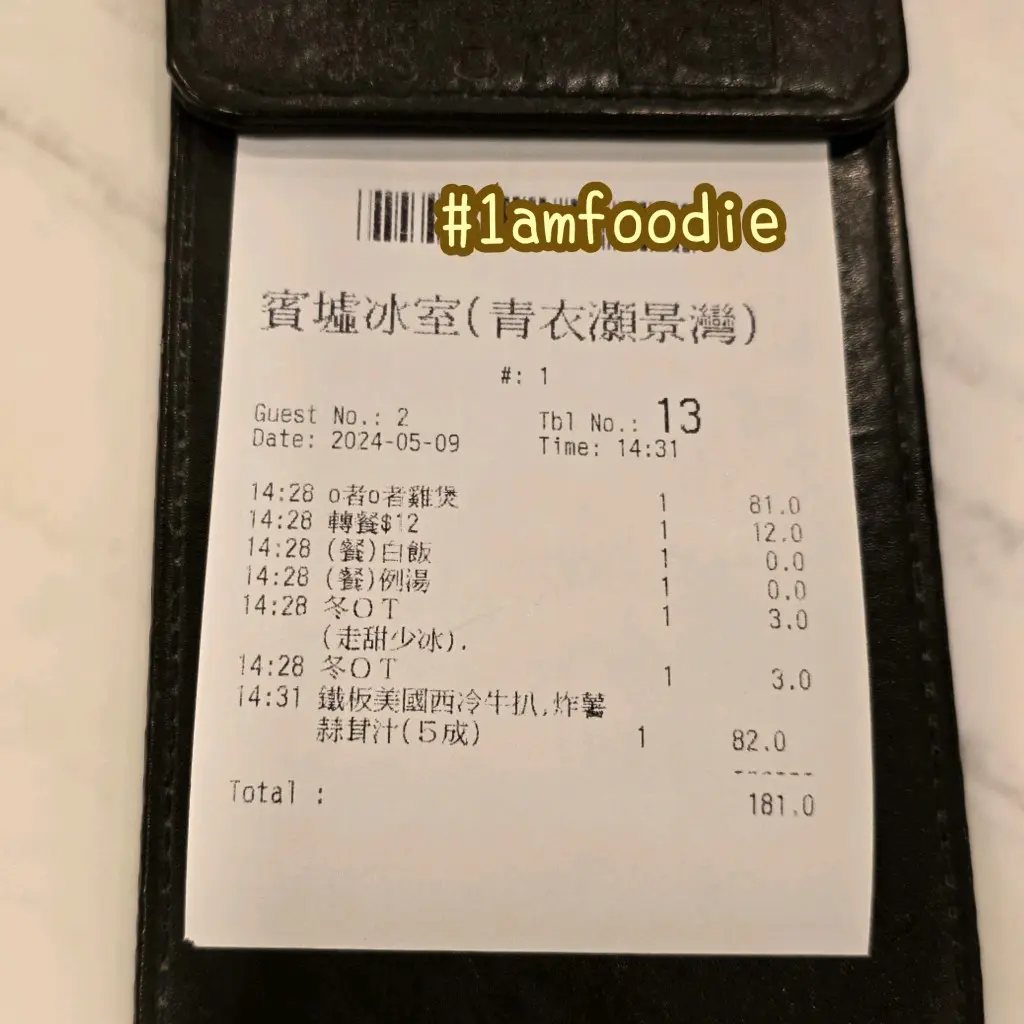 #1amfoodie
賓墟冰室(青衣灝景灣)
#: 1
Guest No.: 2 Tbl No.: 13
Date: 2024-05-09 Time: 14:31
14:28 o者o者雞煲 1 81.0
14:28 轉餐$12 1 12.0
14:28 (餐)白飯 1 0.0
14:28 (餐)例湯 1 0.0
14:28 冬OT 1 3.0
(走甜少冰).
14:28 冬OT 1 3.0
14:31 鐵板美國西冷牛扒,炸薯
蒜茸汁(5成) 1 82.0
------
Total : 181.0